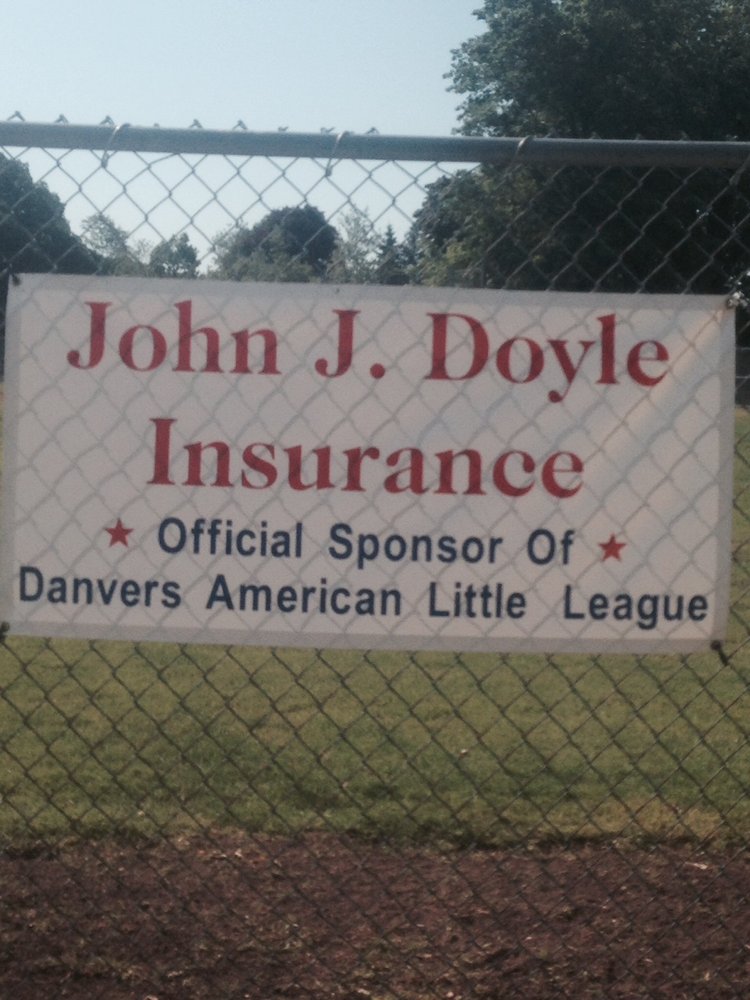 John J. Doyle
Insurance
Official Sponsor Of
Danvers American Little League